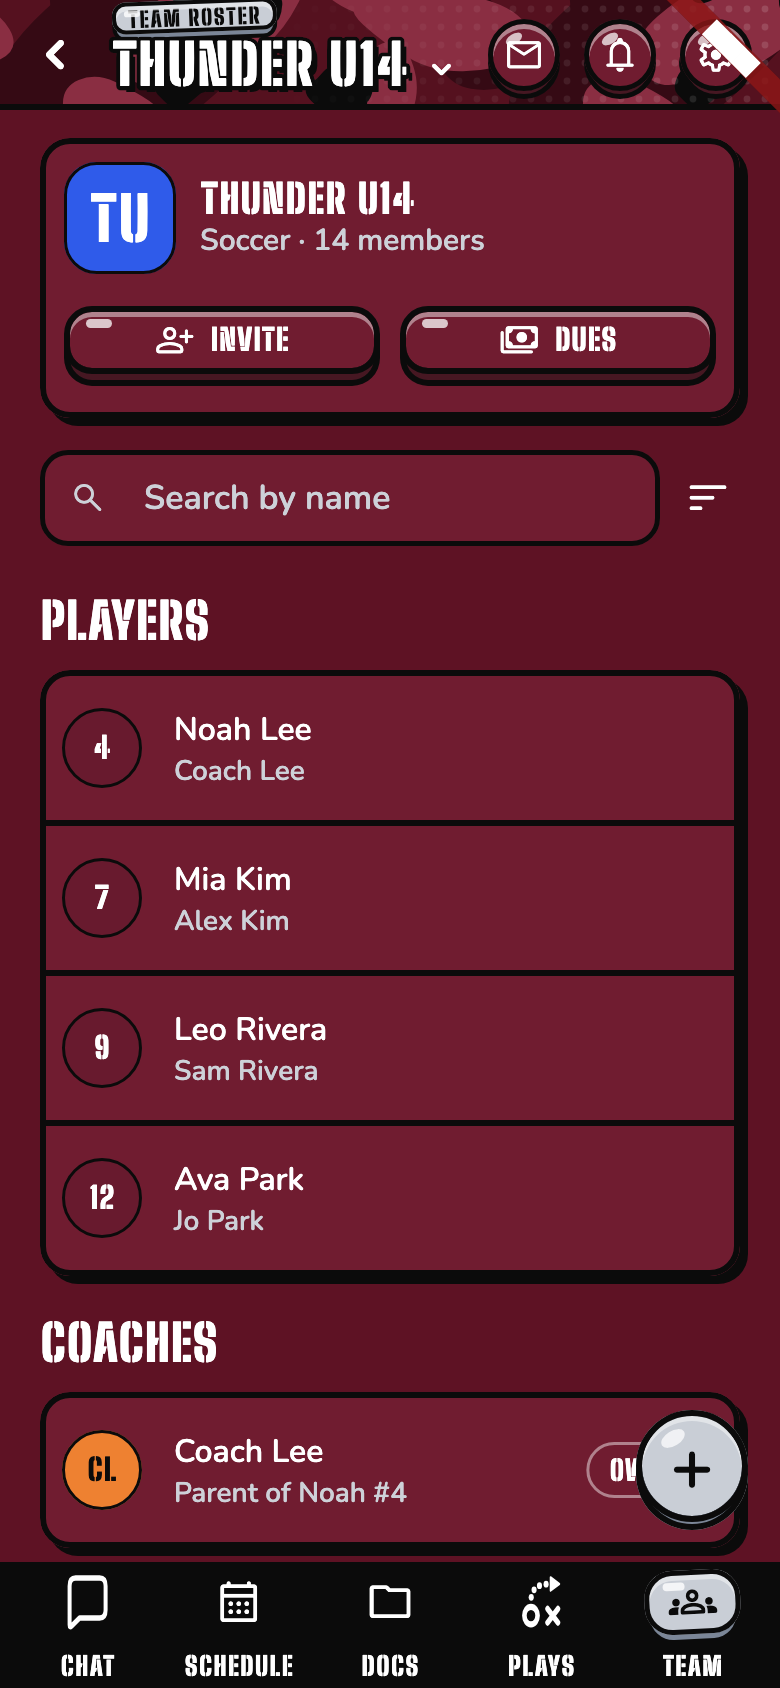 TEAM ROSTER
THUNDER U14
TU
THUNDER U14
Soccer · 14 members
INVITE
DUES
Search by name
PLAYERS
4
Noah Lee
Coach Lee
7
Mia Kim
Alex Kim
9
Leo Rivera
Sam Rivera
12
Ava Park
Jo Park
COACHES
CL
Coach Lee
Parent of Noah #4
CHAT
SCHEDULE
DOCS
PLAYS
TEAM